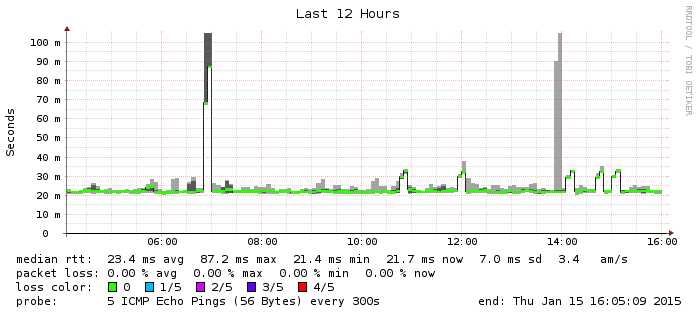 Last 12 Hours
RRDTOOL / TOBI OETIKER
Seconds
100 m
90 m
80 m
70 m
60 m
50 m
40 m
30 m
20 m
10 m
0
06:00 08:00 10:00 12:00 14:00 16:00
median rtt: 23.4 ms avg 87.2 ms max 21.4 ms min 21.7 ms now 7.0 ms sd 3.4 am/s
packet loss: 0.00 % avg 0.00 % max 0.00 % min 0.00 % now
loss color: 0 1/5 2/5 3/5 4/5
probe: 5 ICMP Echo Pings (56 Bytes) every 300s end: Thu Jan 15 16:05:09 2015